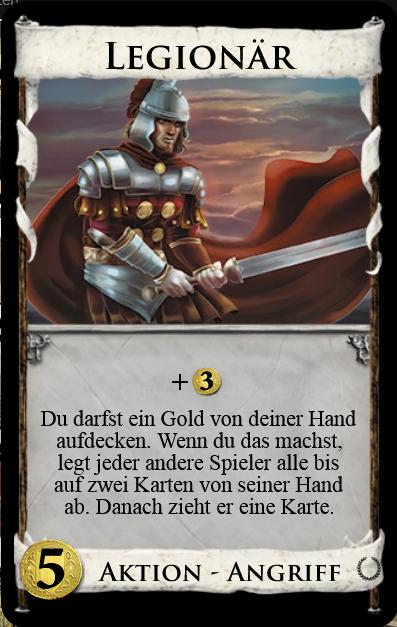 LEGIONÄR
+ 3
Du darfst ein Gold von deiner Hand
aufdecken. Wenn du das machst,
legt jeder andere Spieler alle bis
auf zwei Karten von seiner Hand
ab. Danach zieht er eine Karte.
5 AKTION - ANGRIFF